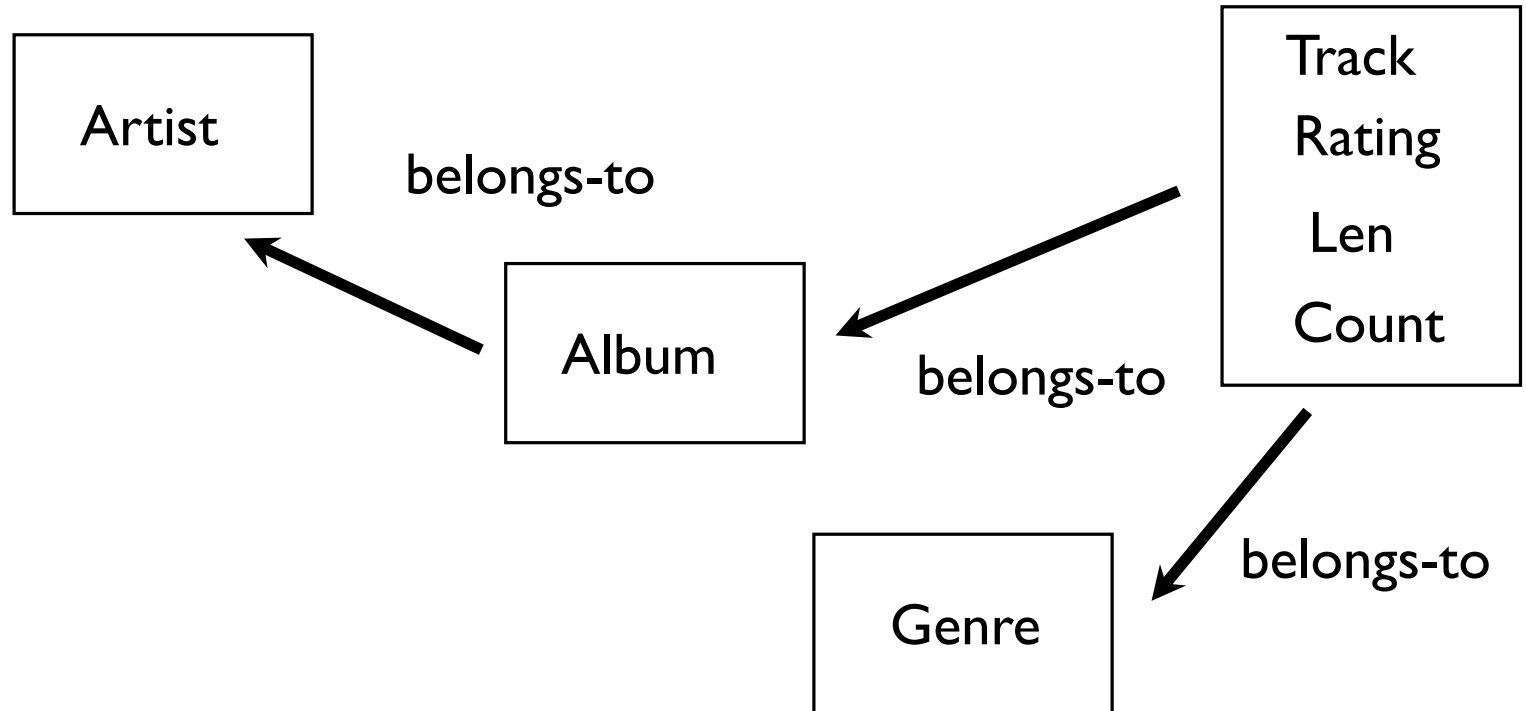 Artist
belongs-to
Album
belongs-to
Track
Rating
Len
Count
belongs-to
Genre